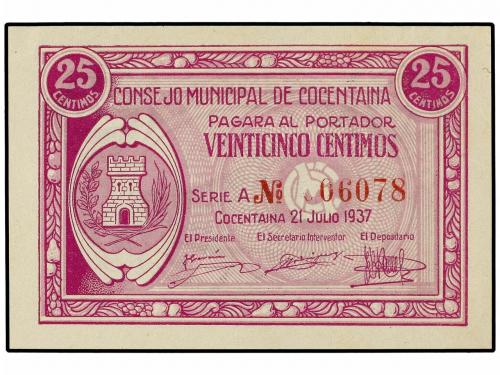 25
CENTIMOS
25
CENTIMOS
CONSEJO MUNICIPAL DE COCENTAINA
PAGARA AL PORTADOR
VEINTICINCO CENTIMOS
SERIE A. No 06078
COCENTAINA 21 JULIO 1937
El Presidente El Secretario Interventor El Depositario